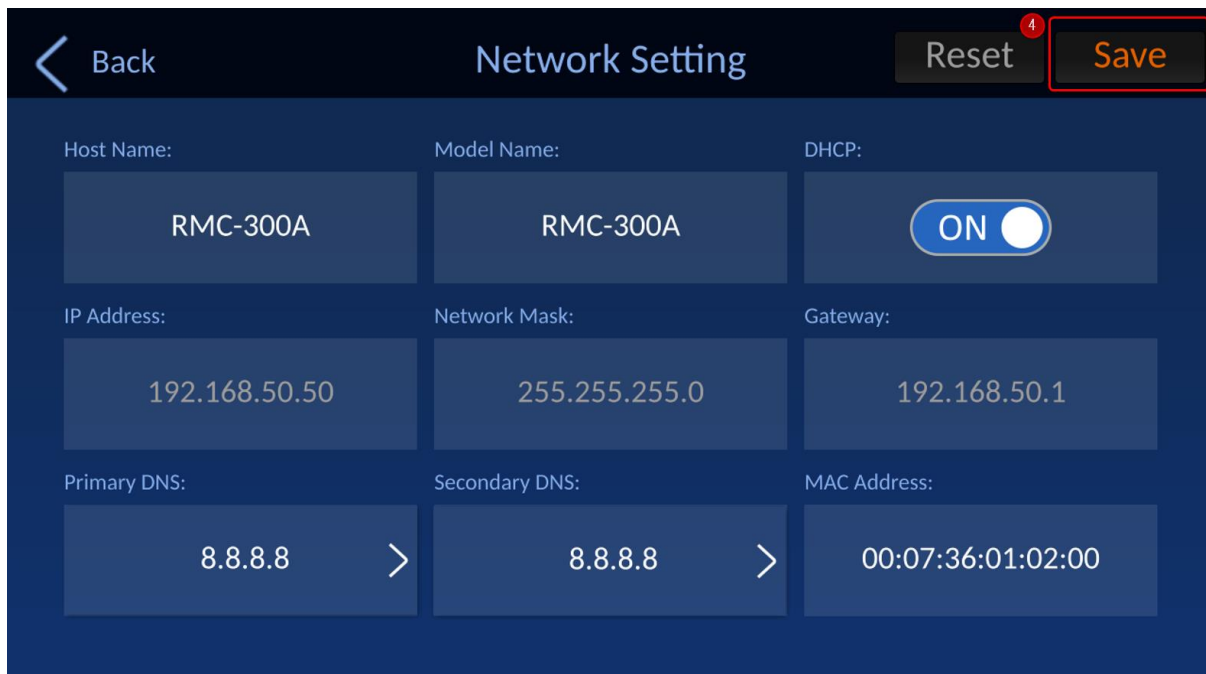 Back
Network Setting
Reset
4
Save
Host Name:
Model Name:
DHCP:
RMC-300A
RMC-300A
ON
IP Address:
Network Mask:
Gateway:
192.168.50.50
255.255.255.0
192.168.50.1
Primary DNS:
Secondary DNS:
MAC Address:
8.8.8.8
8.8.8.8
00:07:36:01:02:00